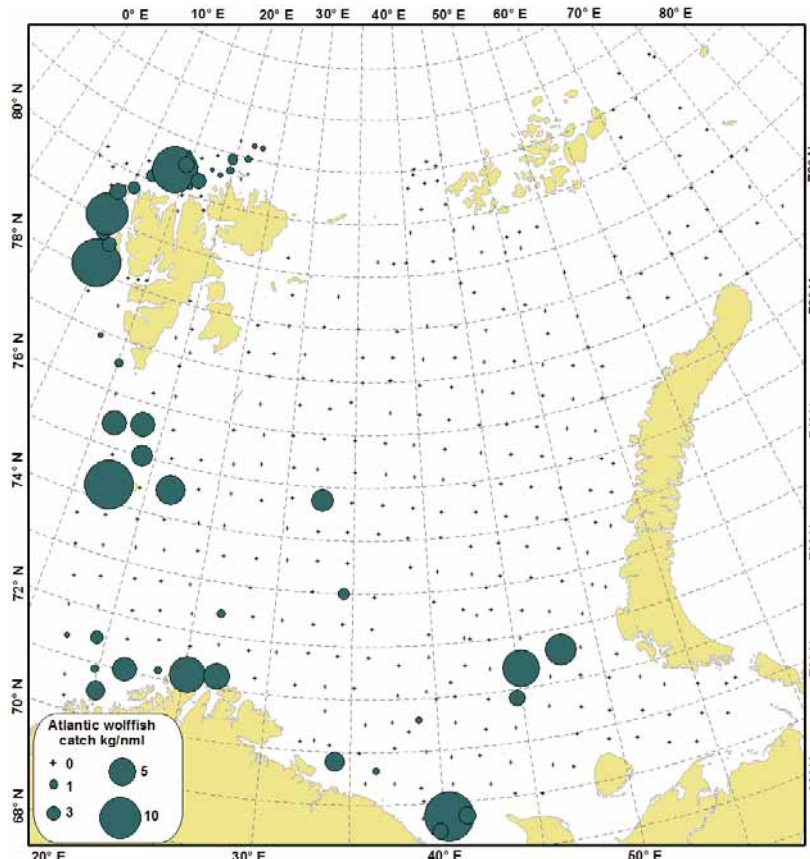 0° E 10° E 20° E 30° E 40° E 50° E 60° E 70° E 80° E
80° N
78° N
76° N
74° N
72° N
70° N
68° N
Atlantic wolffish
catch kg/nml
0 5
1
3 10
20° E 30° E 40° E 50° E